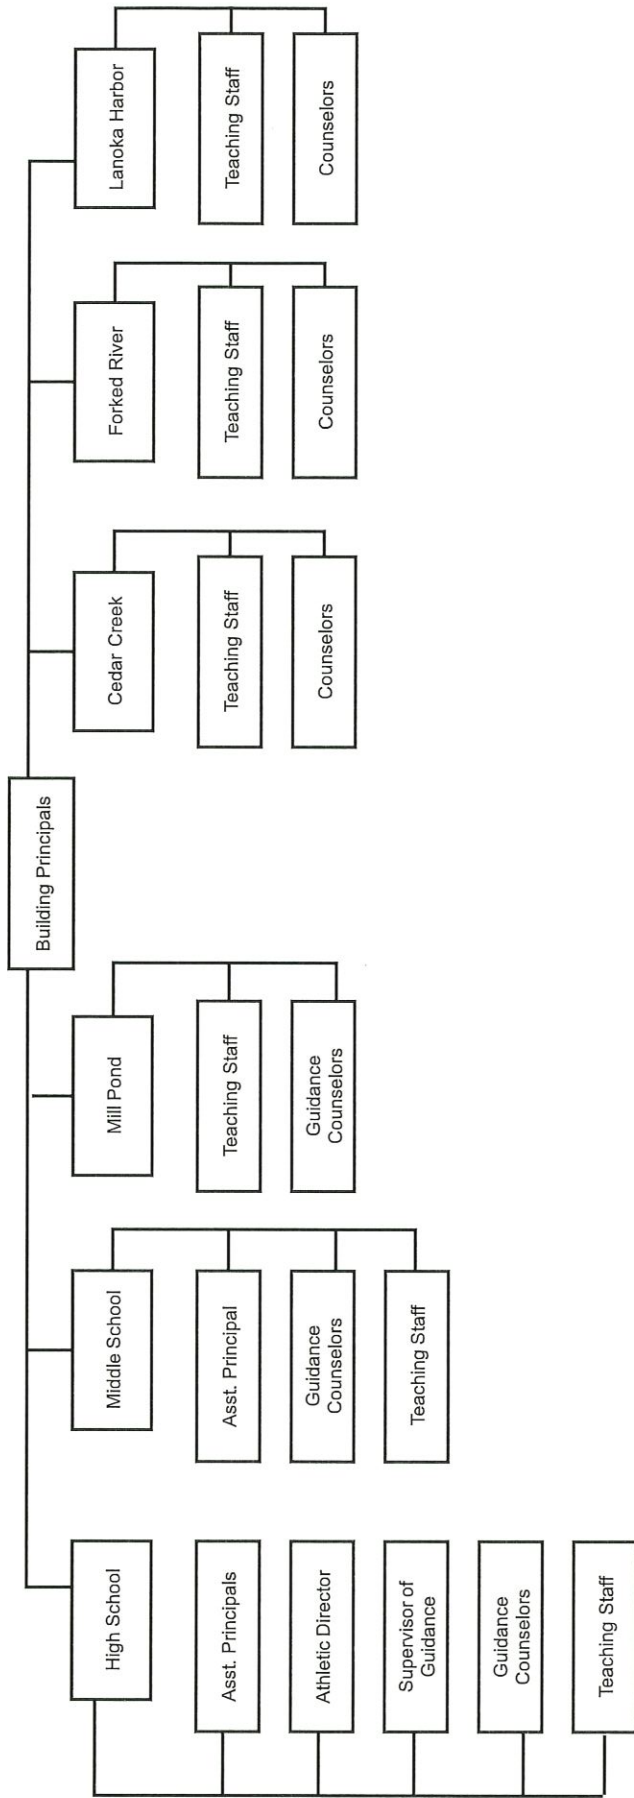 Building Principals
High School
Asst. Principals
Athletic Director
Supervisor of
Guidance
Guidance
Counselors
Teaching Staff
Middle School
Asst. Principal
Guidance
Counselors
Teaching Staff
Mill Pond
Teaching Staff
Guidance
Counselors
Cedar Creek
Teaching Staff
Counselors
Forked River
Teaching Staff
Counselors
Lanoka Harbor
Teaching Staff
Counselors